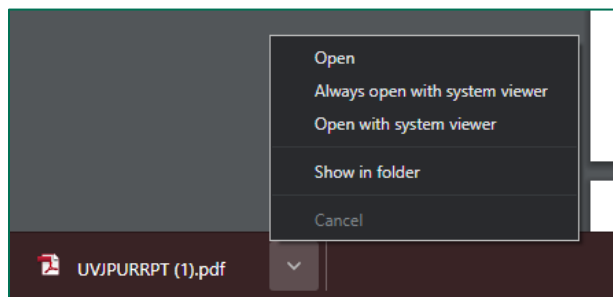 Open
Always open with system viewer
Open with system viewer
Show in folder
Cancel
UVJPURRPT (1).pdf